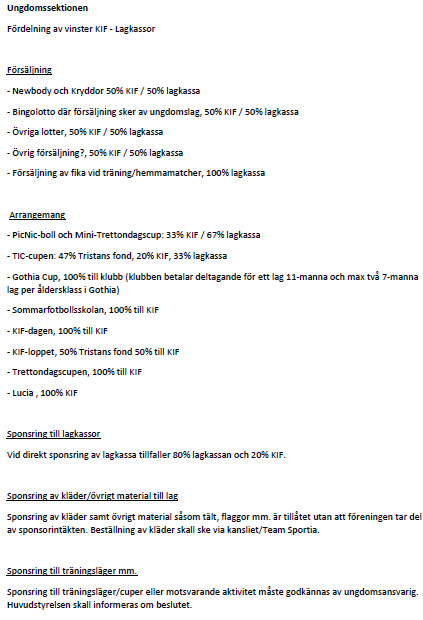 Ungdomssektionen
Fördelning av vinster KIF - Lagkassor
Försäljning
- Newbody och Kryddor 50% KIF / 50% lagkassa
- Bingolotto där försäljning sker av ungdomslag, 50% KIF / 50% lagkassa
- Övriga lotter, 50% KIF / 50% lagkassa
- Övrig försäljning?, 50% KIF / 50% lagkassa
- Försäljning av fika vid träning/hemmamatcher, 100% lagkassa
Arrangemang
- PicNic-boll och Mini-Trettondagscup: 33% KIF / 67% lagkassa
- TIC-cupen: 47% Tristans fond, 20% KIF, 33% lagkassa
- Gothia Cup, 100% till klubb (klubben betalar deltagande för ett lag 11-manna och max två 7-manna
lag per åldersklass i Gothia)
- Sommarfotbollsskolan, 100% till KIF
- KIF-dagen, 100% till KIF
- KIF-loppet, 50% Tristans fond 50% till KIF
- Trettondagscupen, 100% till KIF
- Lucia , 100% KIF
Sponsring till lagkassor
Vid direkt sponsring av lagkassa tillfaller 80% lagkassan och 20% KIF.
Sponsring av kläder/övrigt material till lag
Sponsring av kläder samt övrigt material såsom tält, flaggor mm. är tillåtet utan att föreningen tar del
av sponsorintäkten. Beställning av kläder skall ske via kansliet/Team Sportia.
Sponsring till träningsläger mm.
Sponsring till träningsläger/cuper eller motsvarande aktivitet måste godkännas av ungdomsansvarig.
Huvudstyrelsen skall informeras om beslutet.